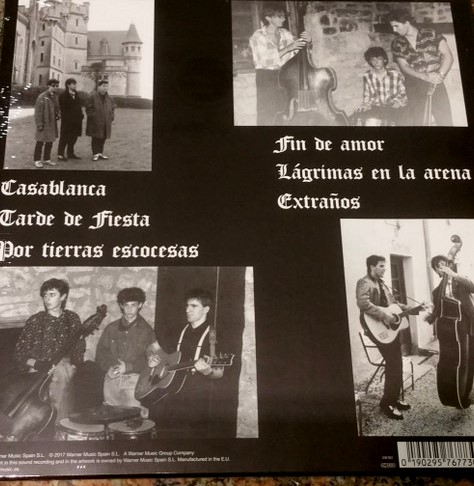 Casablanca
Tarde de Fiesta
Por tierras escocesas
Fin de amor
Lágrimas en la arena
Extraños
Music Spain S.L. © 2017 Warner Music Spain S.L. A Warner Music Group Company
in this sound recording and in the artwork is owned by Warner Music Spain S.L. Manufactured in the E.U.
0 190295 76773